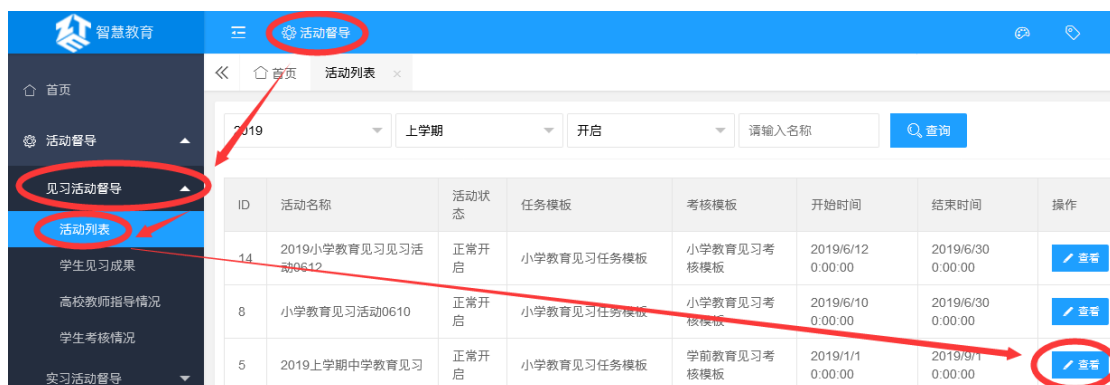 智慧教育
活动督导
首页
活动列表 ×
首页
活动督导
见习活动督导
活动列表
学生见习成果
高校教师指导情况
学生考核情况
实习活动督导
2019
上学期
开启
请输入名称
查询
ID
活动名称
活动状
态
任务模板
考核模板
开始时间
结束时间
操作
14
2019小学教育见习见习活
动0612
正常开
启
小学教育见习任务模板
小学教育见习考
核模板
2019/6/12
0:00:00
2019/6/30
0:00:00
查看
8
小学教育见习活动0610
正常开
启
小学教育见习任务模板
小学教育见习考
核模板
2019/6/10
0:00:00
2019/6/30
0:00:00
查看
5
2019上学期中学教育见习
正常开
启
小学教育见习任务模板
学前教育见习考
核模板
2019/1/1
0:00:00
2019/9/1
0:00:00
查看